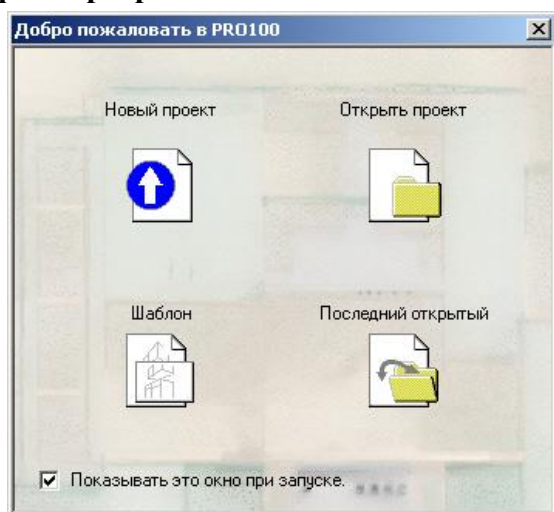 Добро пожаловать в PRO100
Новый проект
Открыть проект
Шаблон
Последний открытый
Показывать это окно при запуске.